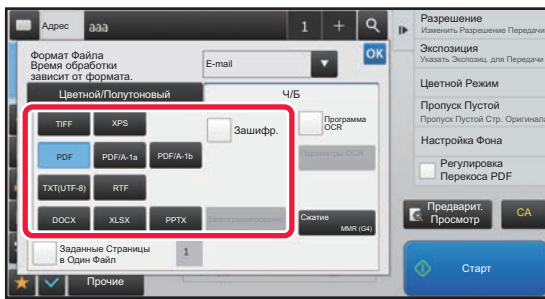 Адрес
aaa
1
+
Формат Файла
Время обработки
зависит от формата.
E-mail
OK
Цветной/Полутоновый
Ч/Б
TIFF
XPS
Зашифр.
Программа
OCR
PDF
PDF/A-1a
PDF/A-1b
Параметры OCR
TXT(UTF-8)
RTF
DOCX
XLSX
PPTX
Сжатие
MMR (G4)
Заданные Страницы
в Один Файл
1
Прочие
Разрешение
Изменить Разрешение Передачи
Экспозиция
Указать Экспозиц. для Передачи
Цветной Режим
Пропуск Пустой
Пропуск Пустой Стр. Оригинала
Настройка Фона
Регулировка
Перекоса PDF
Предварит.
Просмотр
CA
Старт